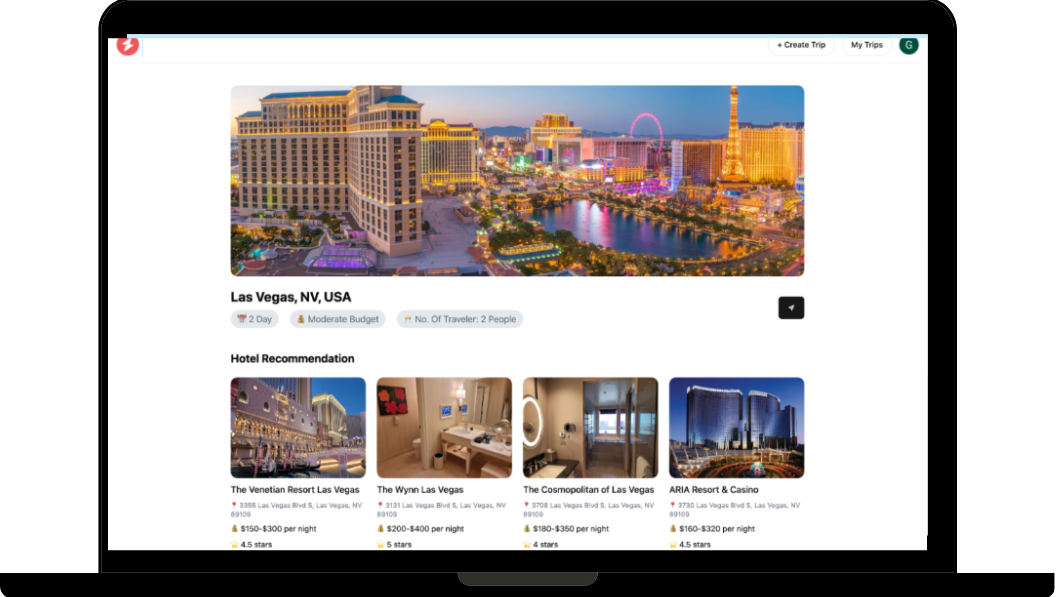 + Create Trip
My Trips
G
Las Vegas, NV, USA
2 Day
Moderate Budget
No. Of Traveler: 2 People
Hotel Recommendation
The Venetian Resort Las Vegas
3355 Las Vegas Blvd S, Las Vegas, NV
89109
$150-$300 per night
4.5 stars
The Wynn Las Vegas
3131 Las Vegas Blvd S, Las Vegas, NV
89109
$200-$400 per night
5 stars
The Cosmopolitan of Las Vegas
3708 Las Vegas Blvd S, Las Vegas, NV
89109
$180-$350 per night
4 stars
ARIA Resort & Casino
3730 Las Vegas Blvd S, Las Vegas, NV
89109
$160-$320 per night
4.5 stars